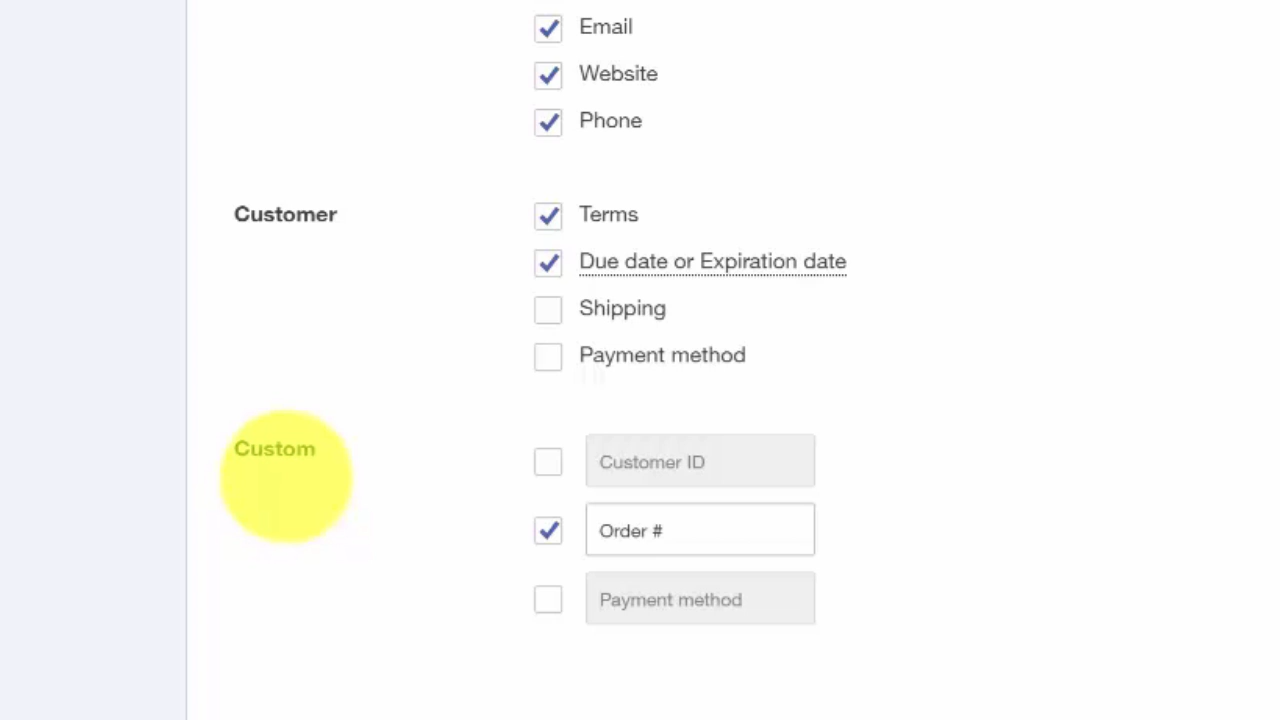 Email
Website
Phone
Customer
Terms
Due date or Expiration date
Shipping
Payment method
Custom
Customer ID
Order #
Payment method